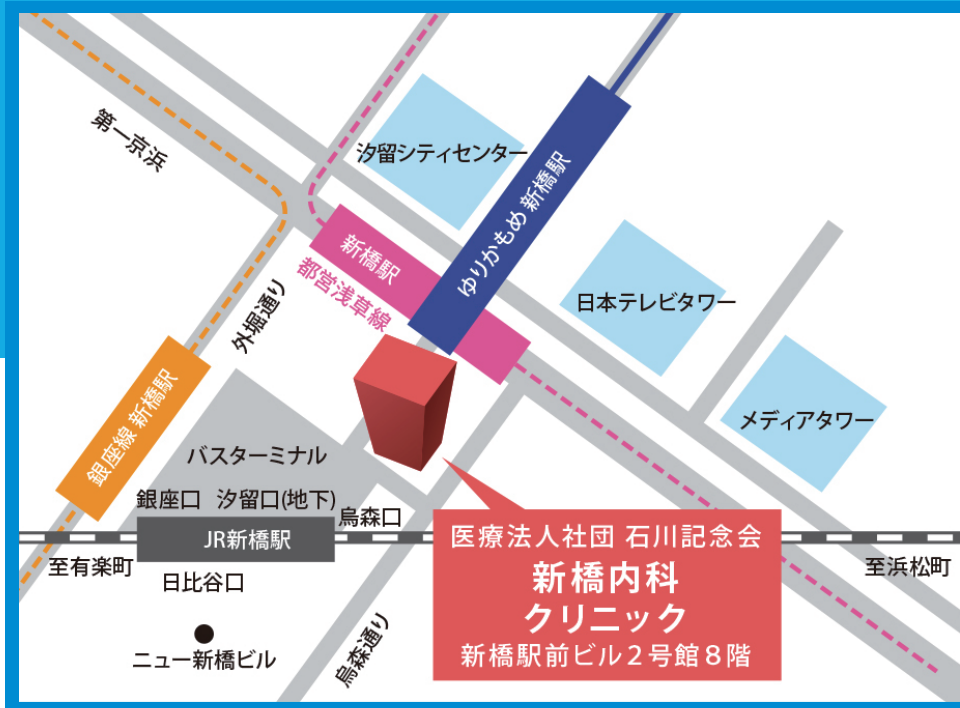 第一京浜
汐留シティセンター
ゆりかもめ 新橋駅
新橋駅
都営浅草線
外堀通り
日本テレビタワー
銀座線 新橋駅
メディアタワー
バスターミナル
銀座口 汐留口(地下)
烏森口
JR新橋駅
至有楽町
至浜松町
日比谷口
ニュー新橋ビル
烏森通り
医療法人社団 石川記念会
新橋内科
クリニック
新橋駅前ビル2号館8階